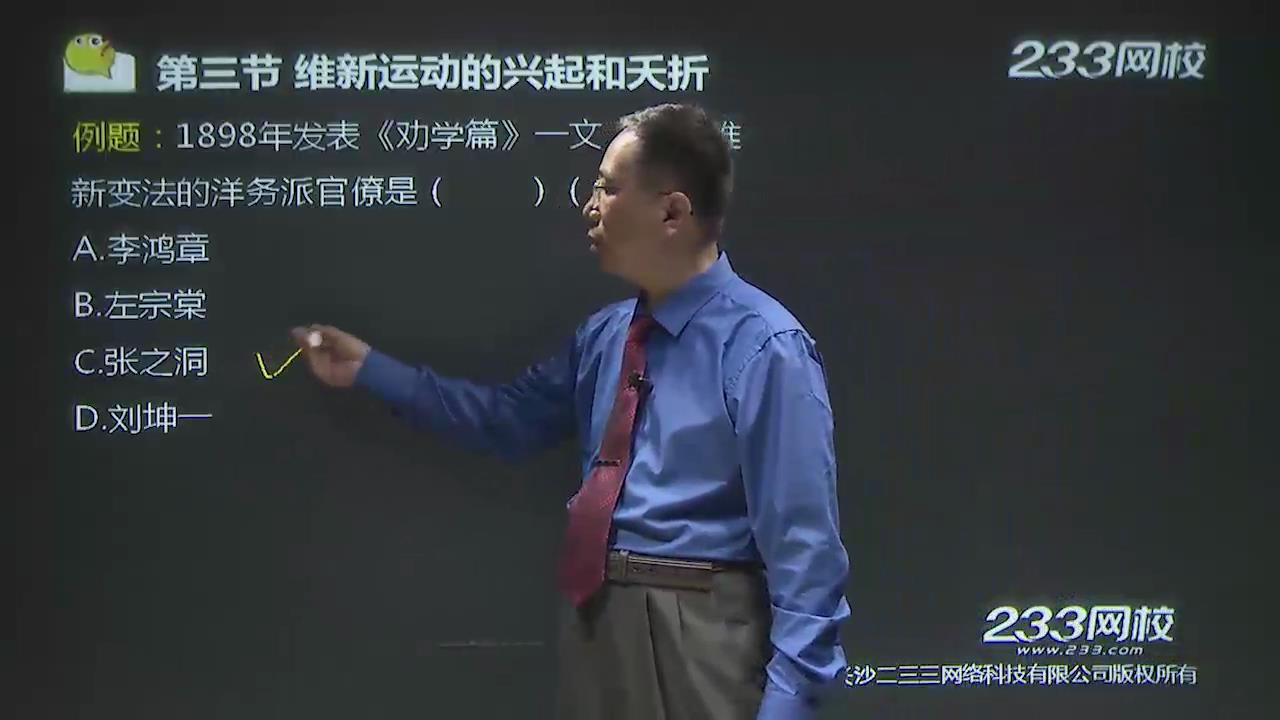 第三节 维新运动的兴起和夭折
233网校
例题：1898年发表《劝学篇》一文
新变法的洋务派官僚是（ ）（
A.李鸿章
B.左宗棠
C.张之洞
D.刘坤一
233网校
www.233.com
沙二三三网络科技有限公司版权所有